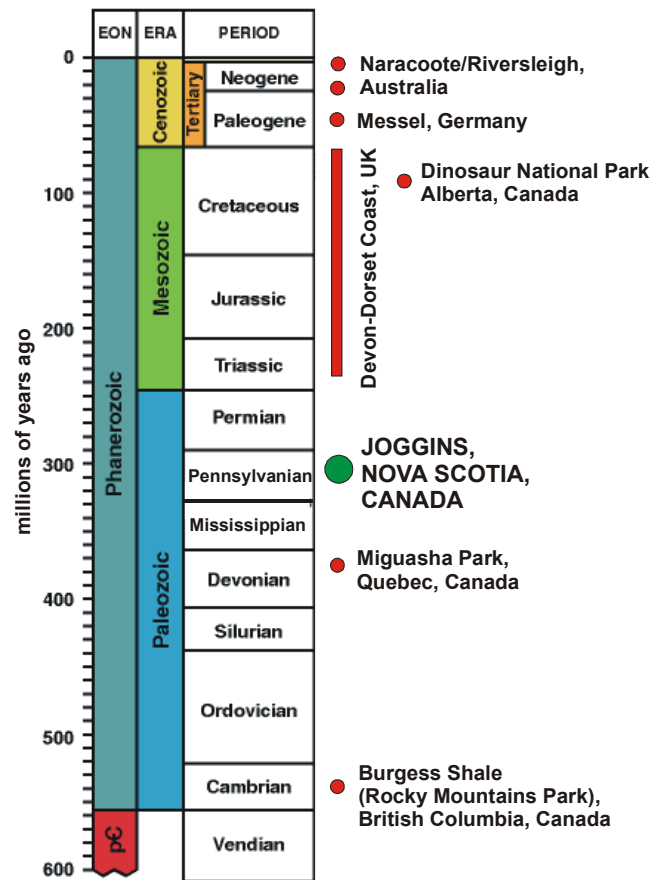 EON ERA PERIOD
0
100
200
300
400
500
600
millions of years ago
Phanerozoic
p€
Cenozoic
Mesozoic
Paleozoic
Tertiary
Neogene
Paleogene
Cretaceous
Jurassic
Triassic
Permian
Pennsylvanian
Mississippian
Devonian
Silurian
Ordovician
Cambrian
Vendian
Naracoote/Riversleigh,
Australia
Messel, Germany
Devon-Dorset Coast, UK
Dinosaur National Park
Alberta, Canada
JOGGINS,
NOVA SCOTIA,
CANADA
Miguasha Park,
Quebec, Canada
Burgess Shale
(Rocky Mountains Park),
British Columbia, Canada